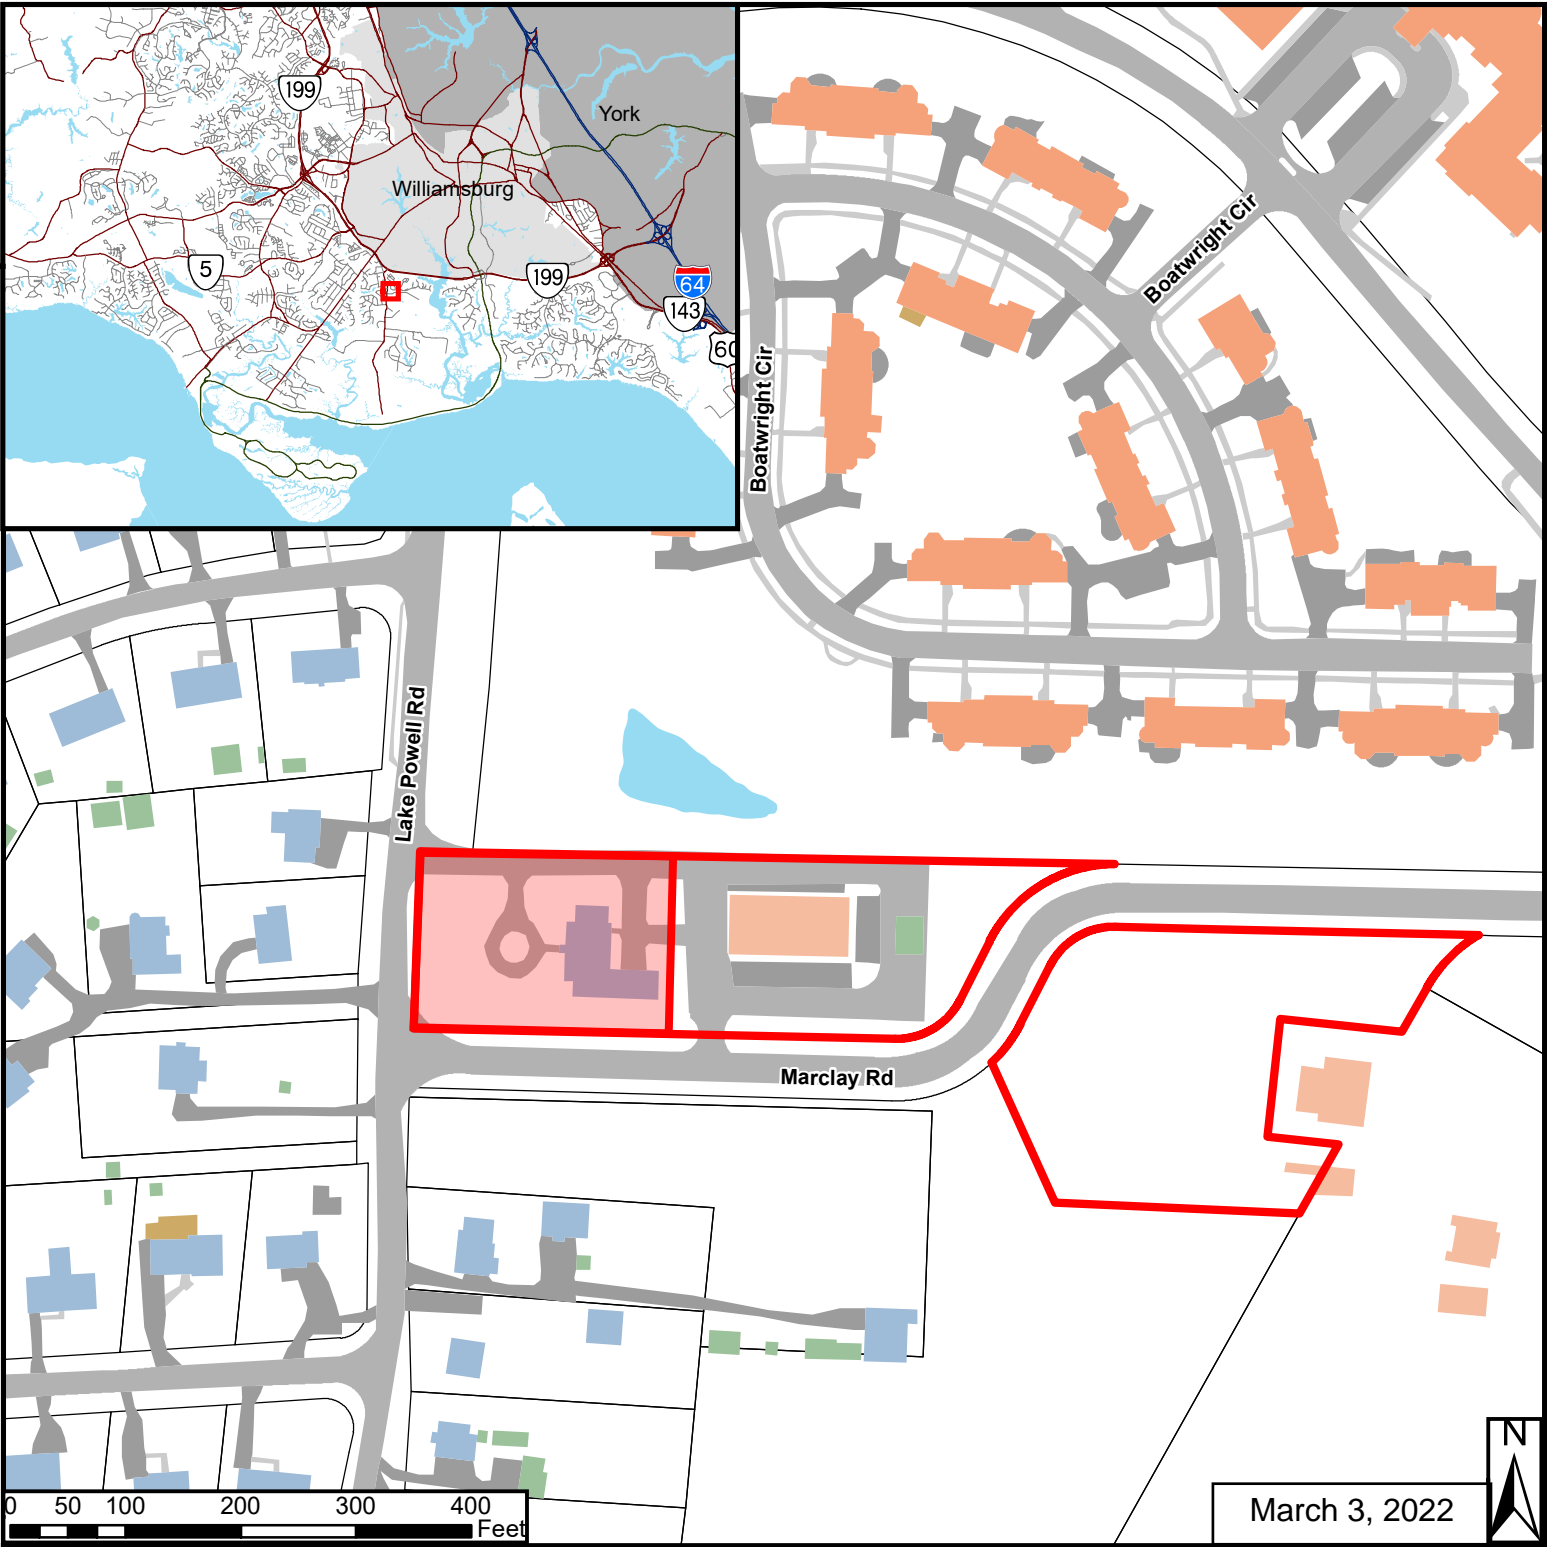 199
York
Williamsburg
5
199
64
143
60
Boatwright Cir
Boatwright Cir
Lake Powell Rd
Marclay Rd
0 50 100 200 300 400
Feet
March 3, 2022
N